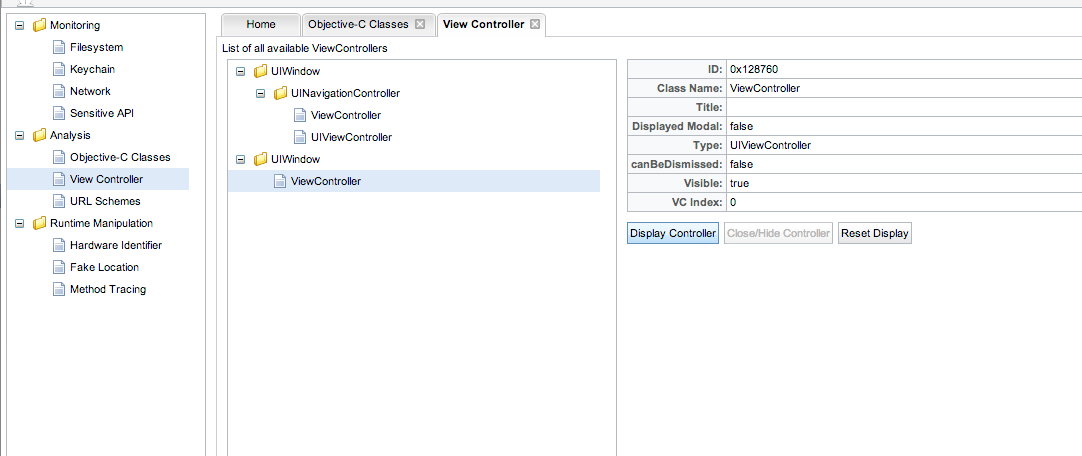 Monitoring
Filesystem
Keychain
Network
Sensitive API
Analysis
Objective-C Classes
View Controller
URL Schemes
Runtime Manipulation
Hardware Identifier
Fake Location
Method Tracing
Home
Objective-C Classes
View Controller
List of all available ViewControllers
UIWindow
UINavigationController
ViewController
UIViewController
UIWindow
ViewController
ID: 0x128760
Class Name: ViewController
Title:
Displayed Modal: false
Type: UIViewController
canBeDismissed: false
Visible: true
VC Index: 0
Display Controller Close/Hide Controller Reset Display